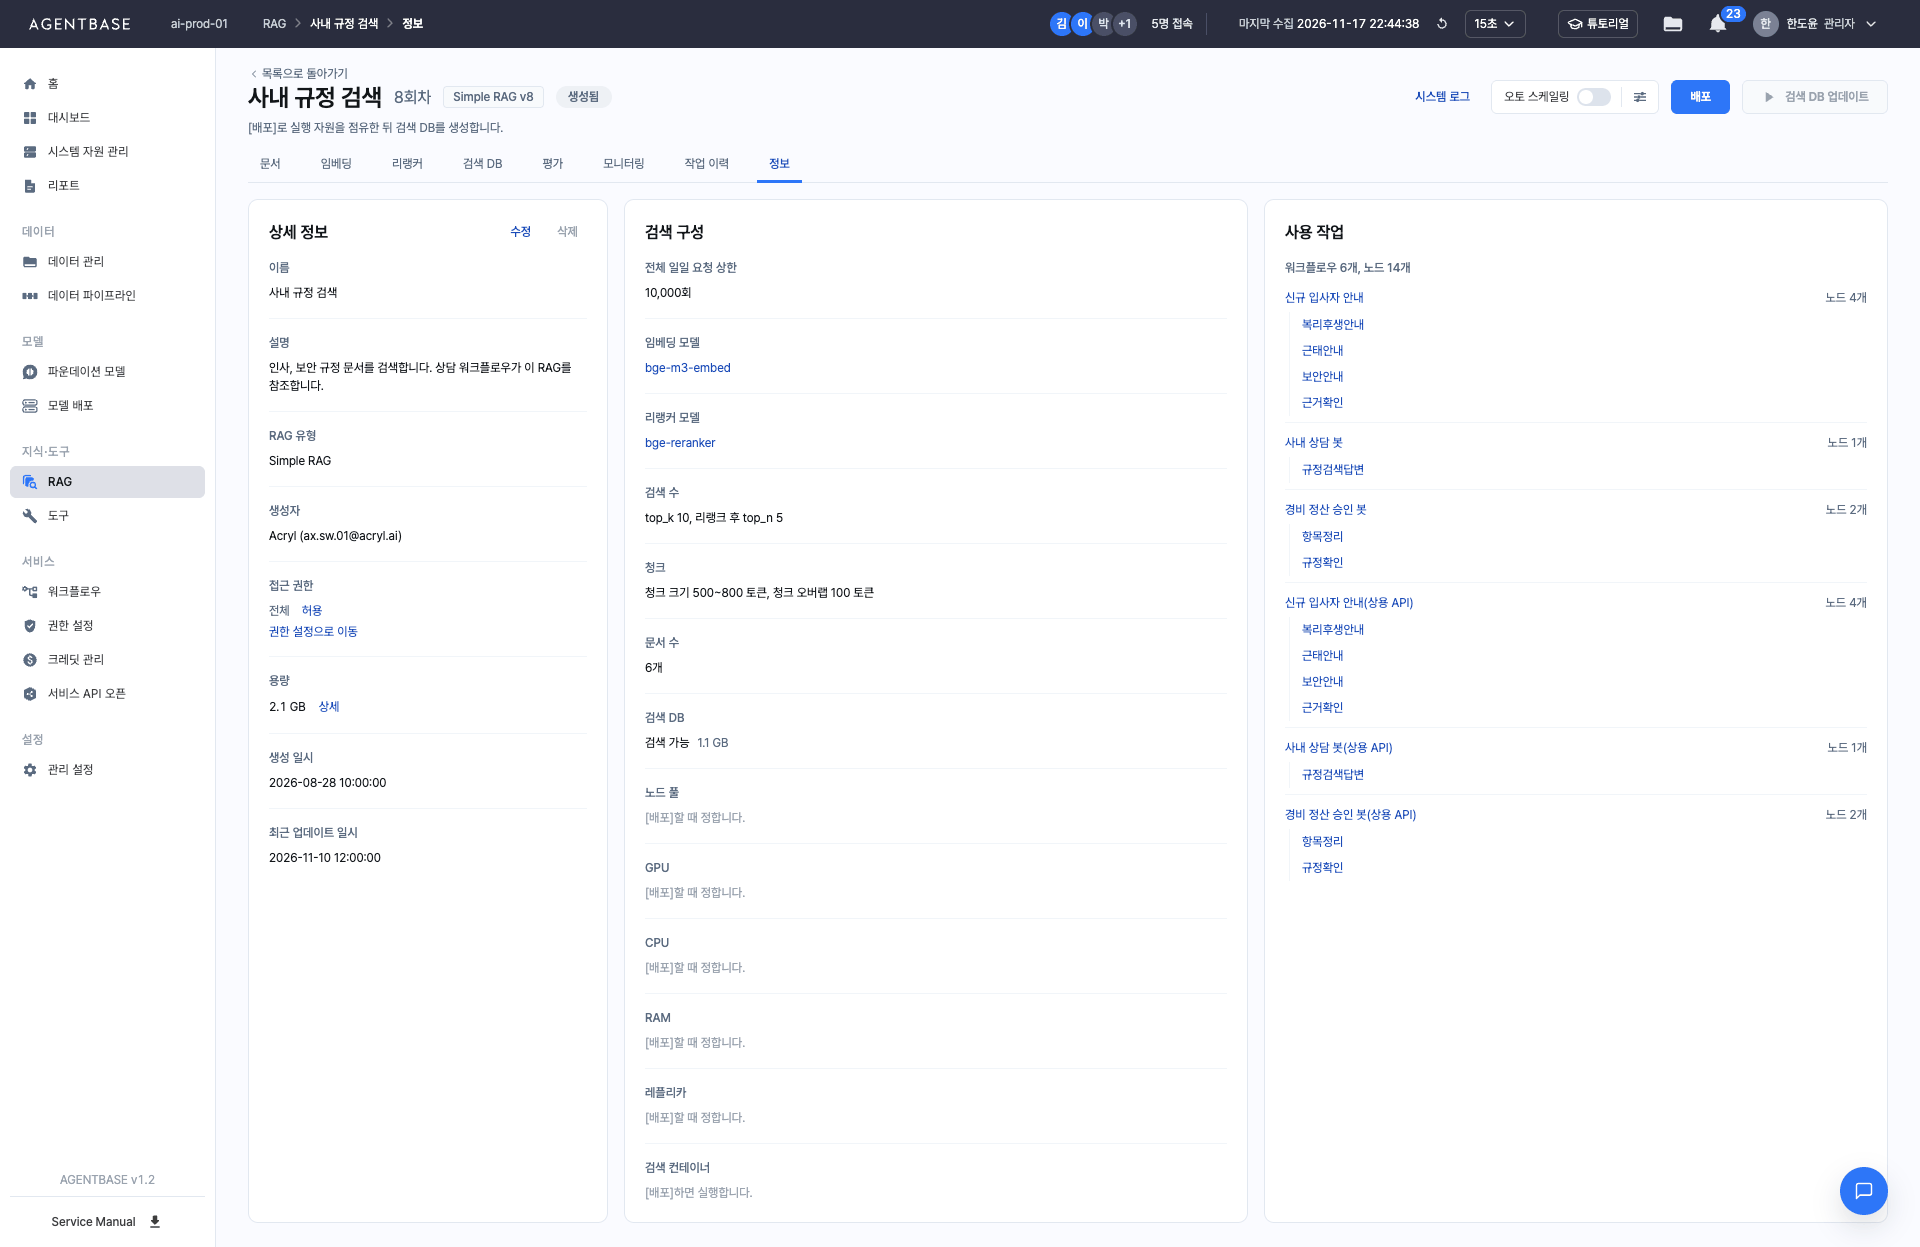 AGENTBASE
ai-prod-01
RAG > 사내 규정 검색 > 정보
김 이 박 +1 5명 접속
마지막 수집 2026-11-17 22:44:38
15초
튜토리얼
23
한 한도윤 관리자
홈
대시보드
시스템 자원 관리
리포트
데이터
데이터 관리
데이터 파이프라인
모델
파운데이션 모델
모델 배포
지식·도구
RAG
도구
서비스
워크플로우
권한 설정
크레딧 관리
서비스 API 오픈
설정
관리 설정
AGENTBASE v1.2
Service Manual
목록으로 돌아가기
사내 규정 검색 8회차 Simple RAG v8 생성됨
[배포]로 실행 자원을 점유한 뒤 검색 DB를 생성합니다.
시스템 로그
오토 스케일링
배포
검색 DB 업데이트
문서 임베딩 리랭커 검색 DB 평가 모니터링 작업 이력 정보
상세 정보 수정 삭제
이름
사내 규정 검색
설명
인사, 보안 규정 문서를 검색합니다. 상담 워크플로우가 이 RAG를
참조합니다.
RAG 유형
Simple RAG
생성자
Acryl (ax.sw.01@acryl.ai)
접근 권한
전체 허용
권한 설정으로 이동
용량
2.1 GB 상세
생성 일시
2026-08-28 10:00:00
최근 업데이트 일시
2026-11-10 12:00:00
검색 구성
전체 일일 요청 상한
10,000회
임베딩 모델
bge-m3-embed
리랭커 모델
bge-reranker
검색 수
top_k 10, 리랭크 후 top_n 5
청크
청크 크기 500~800 토큰, 청크 오버랩 100 토큰
문서 수
6개
검색 DB
검색 가능 1.1 GB
노드 풀
[배포]할 때 정합니다.
GPU
[배포]할 때 정합니다.
CPU
[배포]할 때 정합니다.
RAM
[배포]할 때 정합니다.
레플리카
[배포]할 때 정합니다.
검색 컨테이너
[배포]하면 실행합니다.
사용 작업
워크플로우 6개, 노드 14개
신규 입사자 안내 노드 4개
복리후생안내
근태안내
보안안내
근거확인
사내 상담 봇 노드 1개
규정검색답변
경비 정산 승인 봇 노드 2개
항목정리
규정확인
신규 입사자 안내(상용 API) 노드 4개
복리후생안내
근태안내
보안안내
근거확인
사내 상담 봇(상용 API) 노드 1개
규정검색답변
경비 정산 승인 봇(상용 API) 노드 2개
항목정리
규정확인